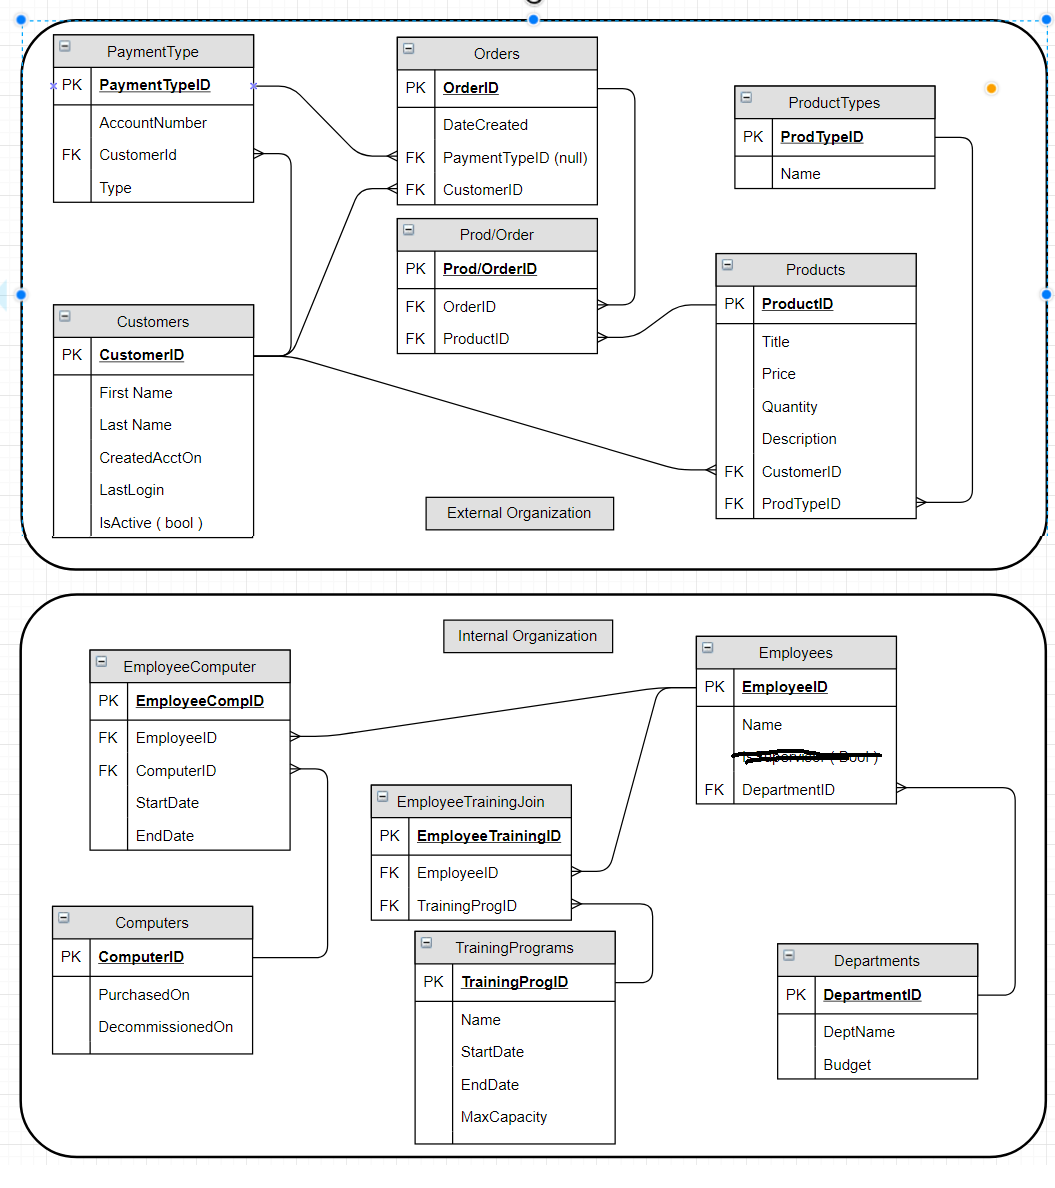 PaymentType
PK PaymentTypeID
AccountNumber
FK CustomerId
Type
Orders
PK OrderID
DateCreated
FK PaymentTypeID (null)
FK CustomerID
ProductTypes
PK ProdTypeID
Name
Prod/Order
PK Prod/OrderID
FK OrderID
FK ProductID
Products
PK ProductID
Title
Price
Quantity
Description
FK CustomerID
FK ProdTypeID
Customers
PK CustomerID
First Name
Last Name
CreatedAcctOn
LastLogin
IsActive ( bool )
External Organization
Internal Organization
EmployeeComputer
PK EmployeeCompID
FK EmployeeID
FK ComputerID
StartDate
EndDate
Employees
PK EmployeeID
Name
( Bool )
FK DepartmentID
EmployeeTrainingJoin
PK EmployeeTrainingID
FK EmployeeID
FK TrainingProgID
Computers
PK ComputerID
PurchasedOn
DecommissionedOn
TrainingPrograms
PK TrainingProgID
Name
StartDate
EndDate
MaxCapacity
Departments
PK DepartmentID
DeptName
Budget